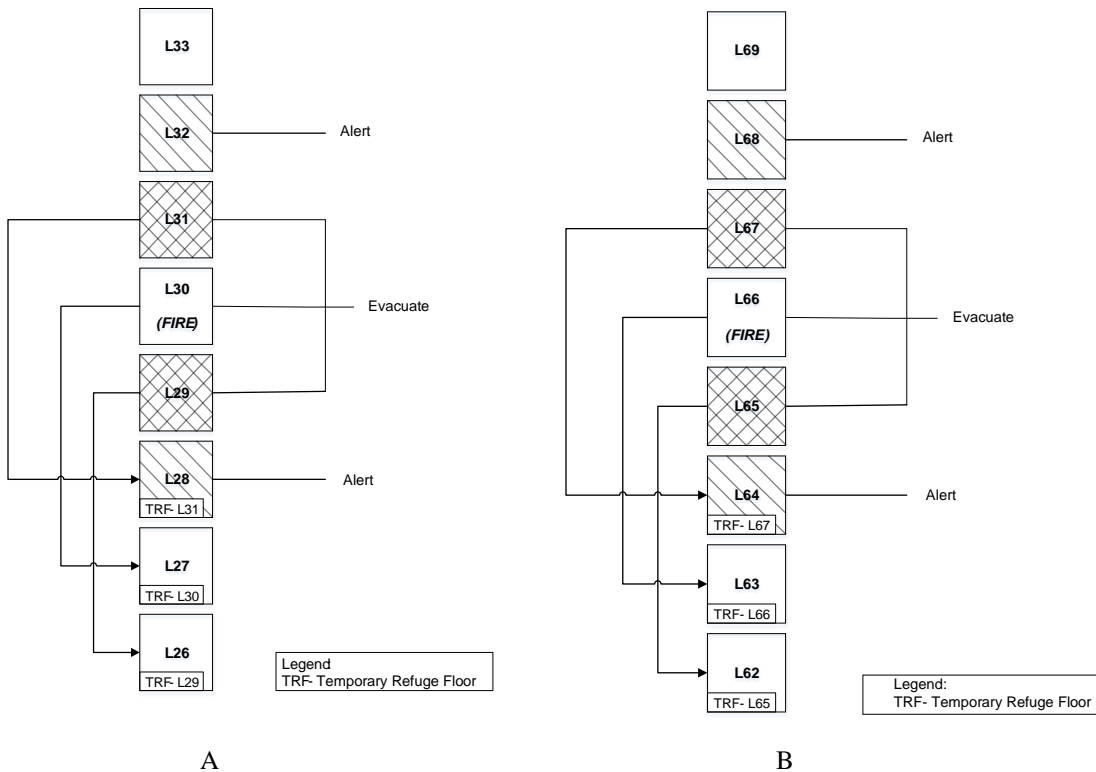 L33
L32
Alert
L31
L30
(FIRE)
Evacuate
L29
L28
Alert
TRF- L31
L27
TRF- L30
L26
TRF- L29
Legend
TRF- Temporary Refuge Floor
A
L69
L68
Alert
L67
L66
(FIRE)
Evacuate
L65
L64
Alert
TRF- L67
L63
TRF- L66
L62
TRF- L65
Legend:
TRF- Temporary Refuge Floor
B